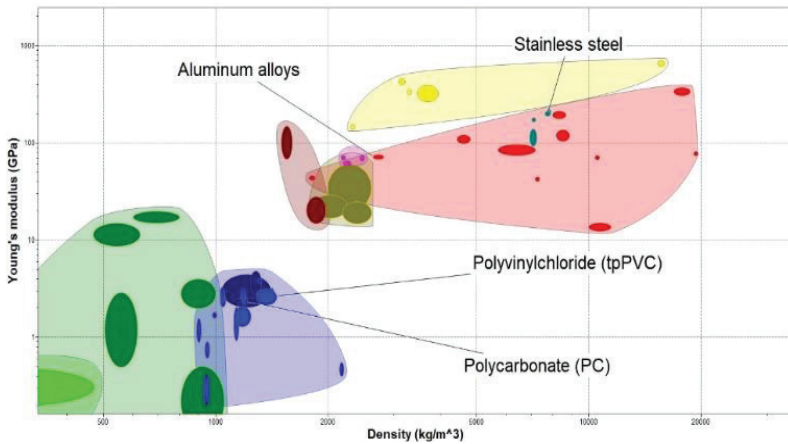 Stainless steel
Aluminum alloys
Polyvinylchloride (tpPVC)
Polycarbonate (PC)
Young's modulus (GPa)
1000
100
10
1
500
1000
2000
5000
10000
20000
Density (kg/m^3)